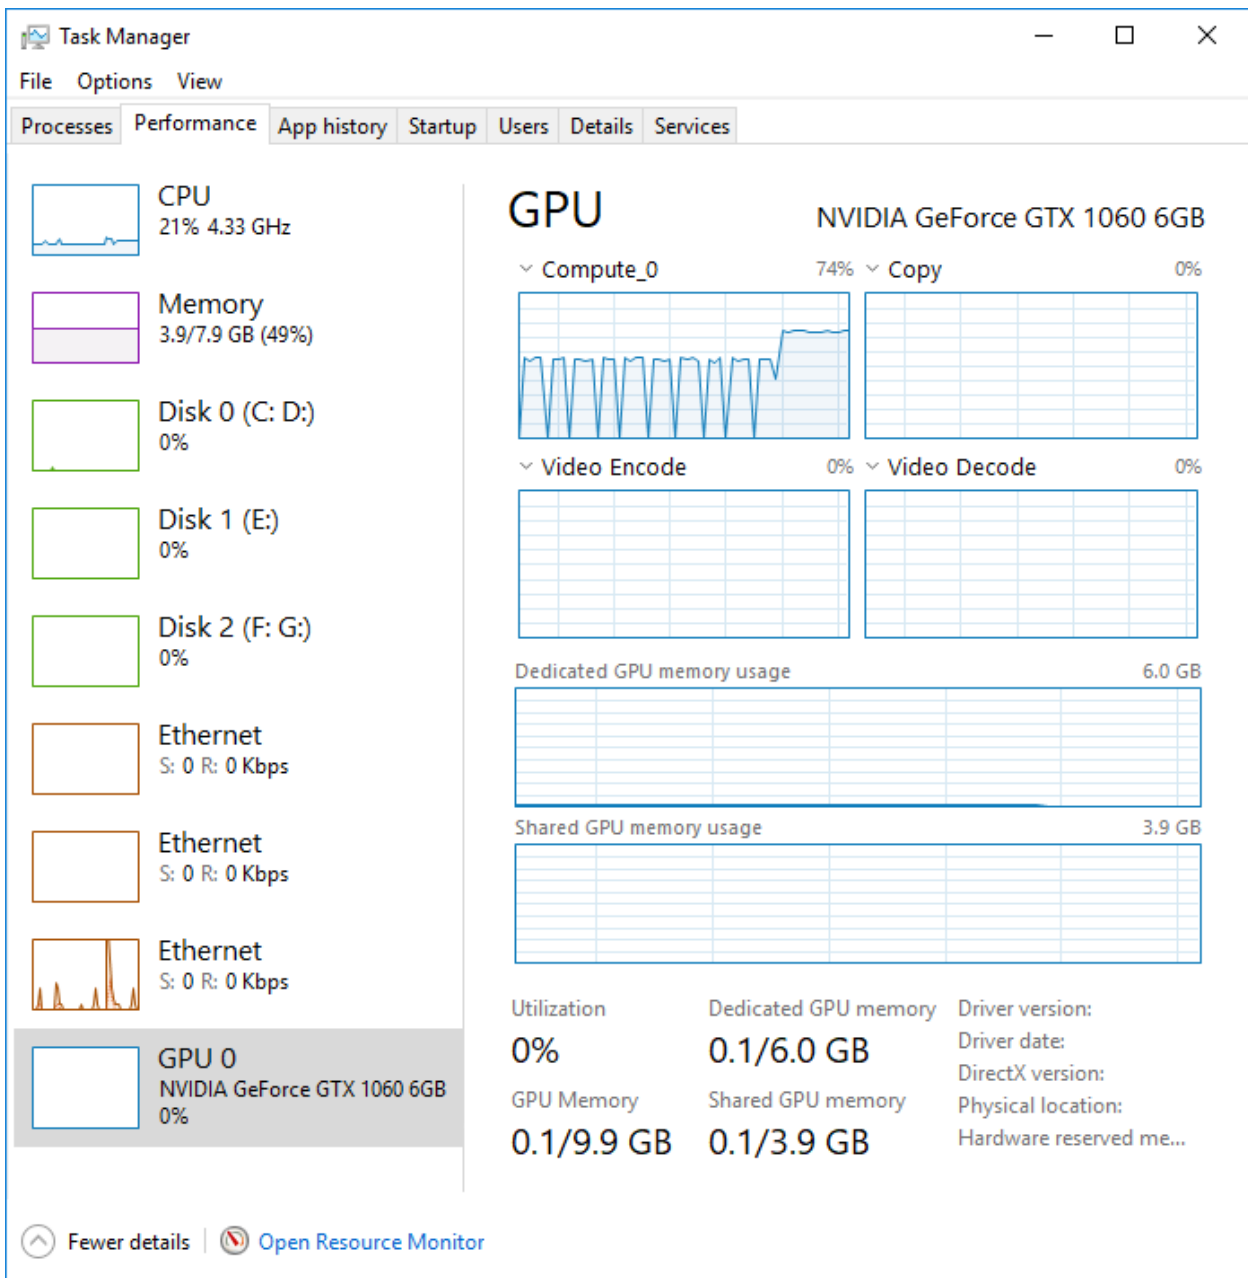 Task Manager
File Options View
Processes Performance App history Startup Users Details Services
CPU
21% 4.33 GHz
Memory
3.9/7.9 GB (49%)
Disk 0 (C: D:)
0%
Disk 1 (E:)
0%
Disk 2 (F: G:)
0%
Ethernet
S: 0 R: 0 Kbps
Ethernet
S: 0 R: 0 Kbps
Ethernet
S: 0 R: 0 Kbps
GPU 0
NVIDIA GeForce GTX 1060 6GB
0%
GPU NVIDIA GeForce GTX 1060 6GB
Compute_0 74% Copy 0%
Video Encode 0% Video Decode 0%
Dedicated GPU memory usage 6.0 GB
Shared GPU memory usage 3.9 GB
Utilization
0%
Dedicated GPU memory
0.1/6.0 GB
GPU Memory
0.1/9.9 GB
Shared GPU memory
0.1/3.9 GB
Driver version:
Driver date:
DirectX version:
Physical location:
Hardware reserved me...
Fewer details Open Resource Monitor